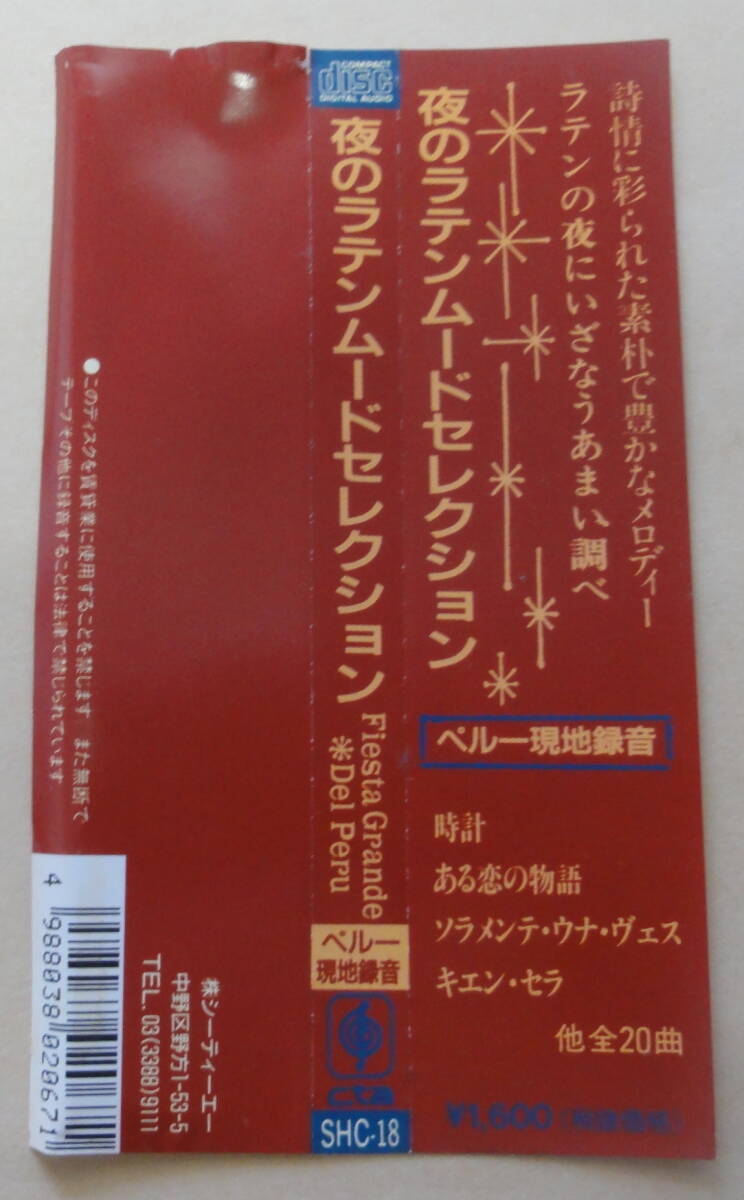 詩情に彩られた素朴で豊かなメロディー
ラテンの夜にいざなうあまい調べ
夜のラテンムードセレクション
ペルー現地録音
時計
ある恋の物語
ソラメンテ・ウナ・ヴェス
キエン・セラ
他全20曲
¥1,600(税抜価格)
COMPACT
disc
DIGITAL AUDIO
夜のラテンムードセレクション
Fiesta Grande
※Del Peru
ペルー
現地録音
cta
SHC-18
●このディスクを賃貸業に使用することを禁じます また無断で
テープその他に録音することは法律で禁じられています
株シーティーエー
中野区野方1-53-5
TEL. 03(3388)9111
4 988038 020671